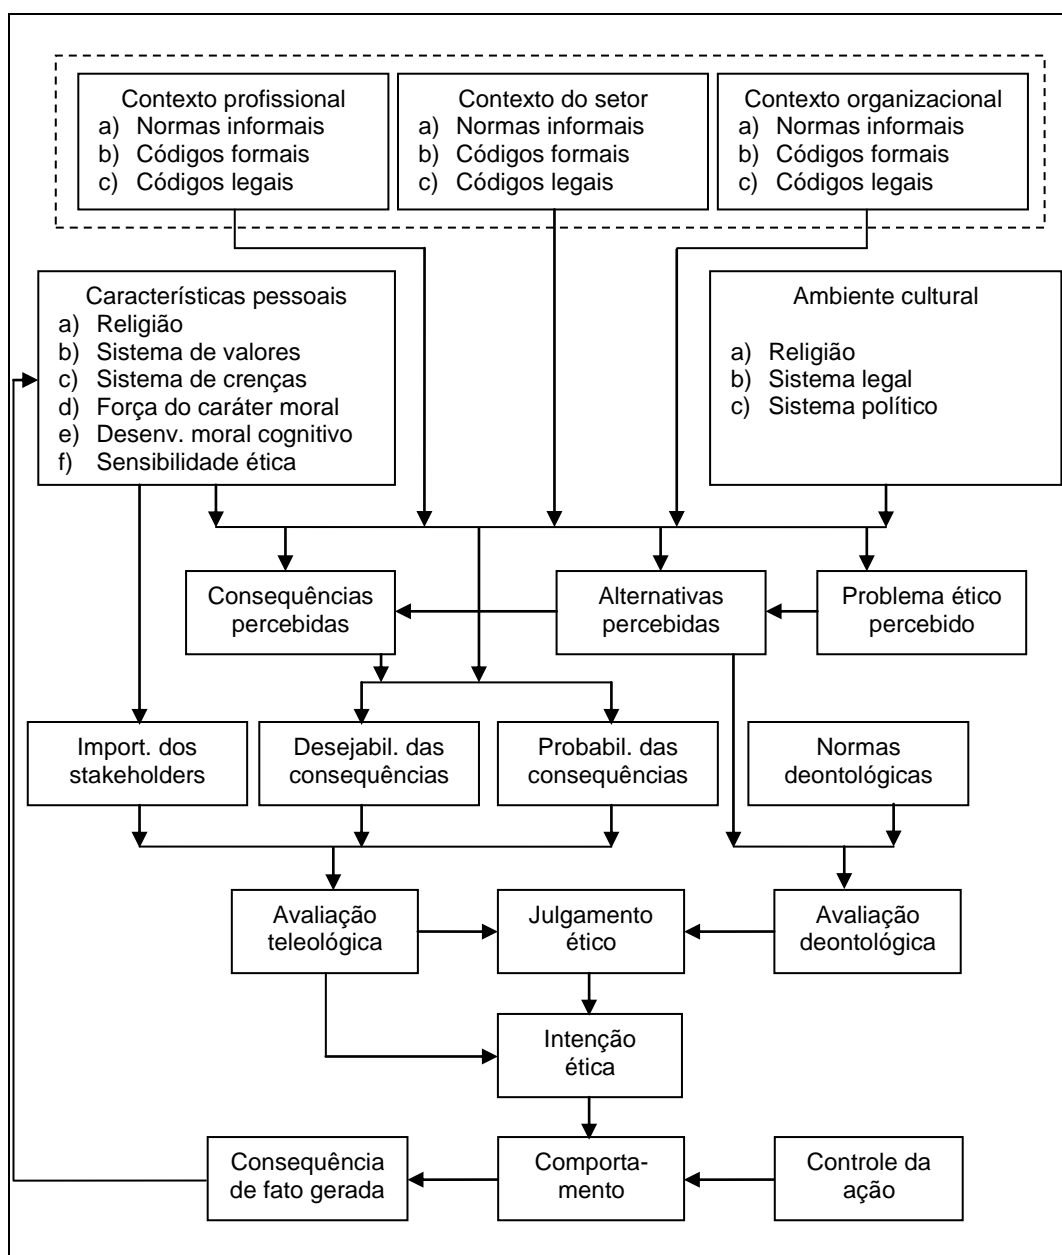 Contexto profissional
a) Normas informais
b) Códigos formais
c) Códigos legais
Contexto do setor
a) Normas informais
b) Códigos formais
c) Códigos legais
Contexto organizacional
a) Normas informais
b) Códigos formais
c) Códigos legais
Características pessoais
a) Religião
b) Sistema de valores
c) Sistema de crenças
d) Força do caráter moral
e) Desenv. moral cognitivo
f) Sensibilidade ética
Ambiente cultural
a) Religião
b) Sistema legal
c) Sistema político
Consequências
percebidas
Alternativas
percebidas
Problema ético
percebido
Import. dos
stakeholders
Desejabil. das
consequências
Probabil. das
consequências
Normas
deontológicas
Avaliação
teleológica
Julgamento
ético
Avaliação
deontológica
Intenção
ética
Consequência
de fato gerada
Comporta-
mento
Controle da
ação